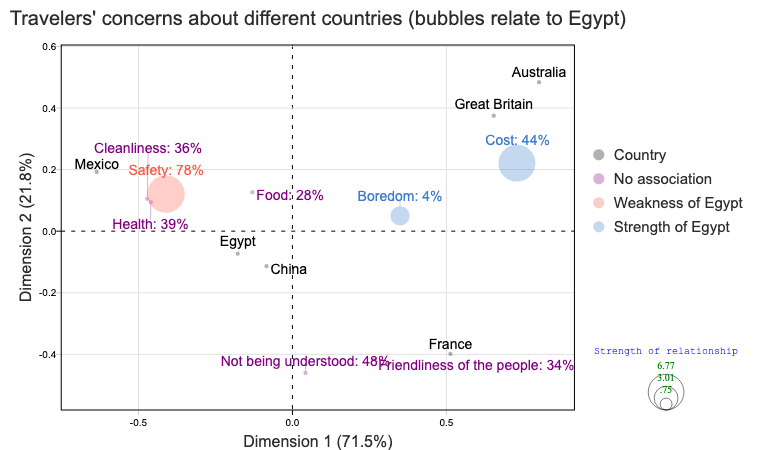 Travelers' concerns about different countries (bubbles relate to Egypt)
0.6
Australia
Great Britain
0.4
Cost: 44%
Cleanliness: 36%
Mexico
Safety: 78%
0.2
Boredom: 4%
Food: 28%
Health: 39%
0.0
Egypt
China
-0.2
France
-0.4
Not being understood: 48%
Friendliness of the people: 34%
-0.5
0.0
0.5
Dimension 1 (71.5%)
Dimension 2 (21.8%)
Country
No association
Weakness of Egypt
Strength of Egypt
Strength of relationship
6.77
3.01
.75